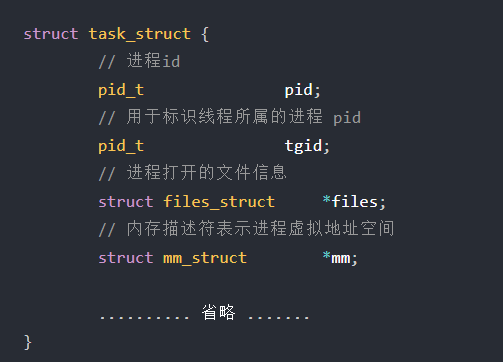 struct task_struct {
// 进程id
pid_t pid;
// 用于标识线程所属的进程 pid
pid_t tgid;
// 进程打开的文件信息
struct files_struct *files;
// 内存描述符表示进程虚拟地址空间
struct mm_struct *mm;
.......... 省略 .......
}